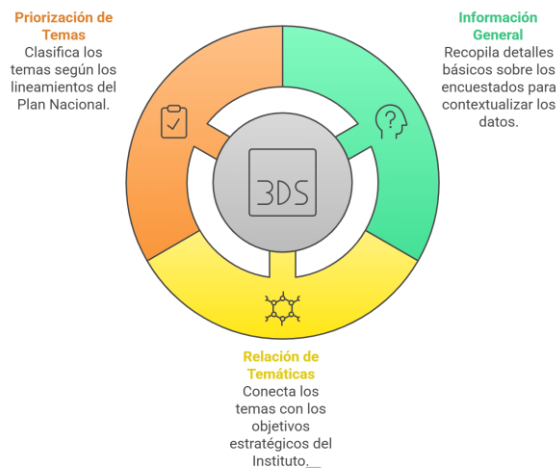 Priorización de
Temas
Clasifica los
temas según los
lineamientos del
Plan Nacional.
Información
General
Recopila detalles
básicos sobre los
encuestados para
contextualizar los
datos.
3DS
Relación de
Temáticas
Conecta los
temas con los
objetivos
estratégicos del
Instituto.__